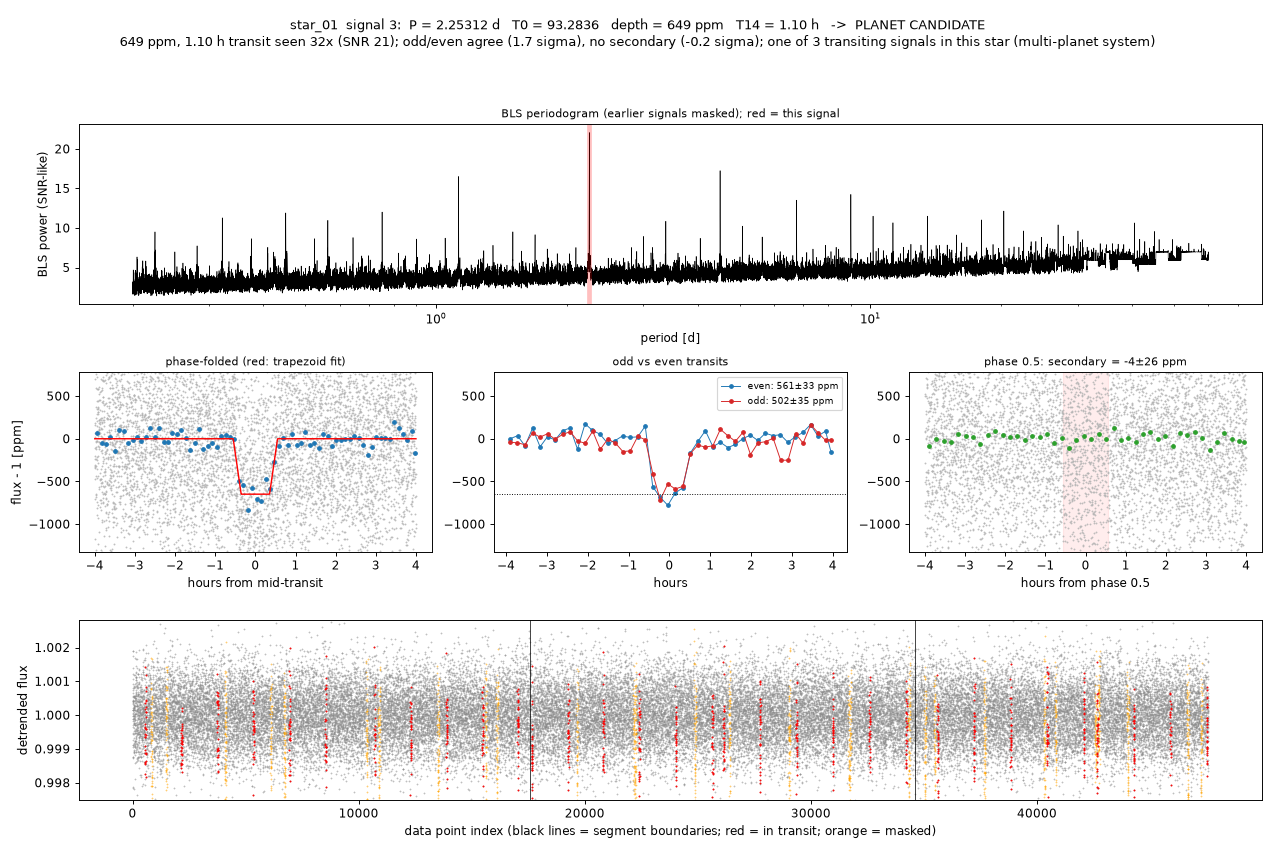 star_01  signal 3:  P = 2.25312 d   T0 = 93.2836   depth = 649 ppm   T14 = 1.10 h   ->  PLANET CANDIDATE
649 ppm, 1.10 h transit seen 32x (SNR 21); odd/even agree (1.7 sigma), no secondary (-0.2 sigma); one of 3 transiting signals in this star (multi-planet system)
BLS periodogram (earlier signals masked); red = this signal
BLS power (SNR-like)
20
15
10
5
10⁰
10¹
period [d]
phase-folded (red: trapezoid fit)
flux - 1 [ppm]
500
0
−500
−1000
−4 −3 −2 −1 0 1 2 3 4
hours from mid-transit
odd vs even transits
even: 561±33 ppm
odd: 502±35 ppm
500
0
−500
−1000
−4 −3 −2 −1 0 1 2 3 4
hours
phase 0.5: secondary = -4±26 ppm
500
0
−500
−1000
−4 −3 −2 −1 0 1 2 3 4
hours from phase 0.5
detrended flux
1.002
1.001
1.000
0.999
0.998
0 10000 20000 30000 40000
data point index (black lines = segment boundaries; red = in transit; orange = masked)